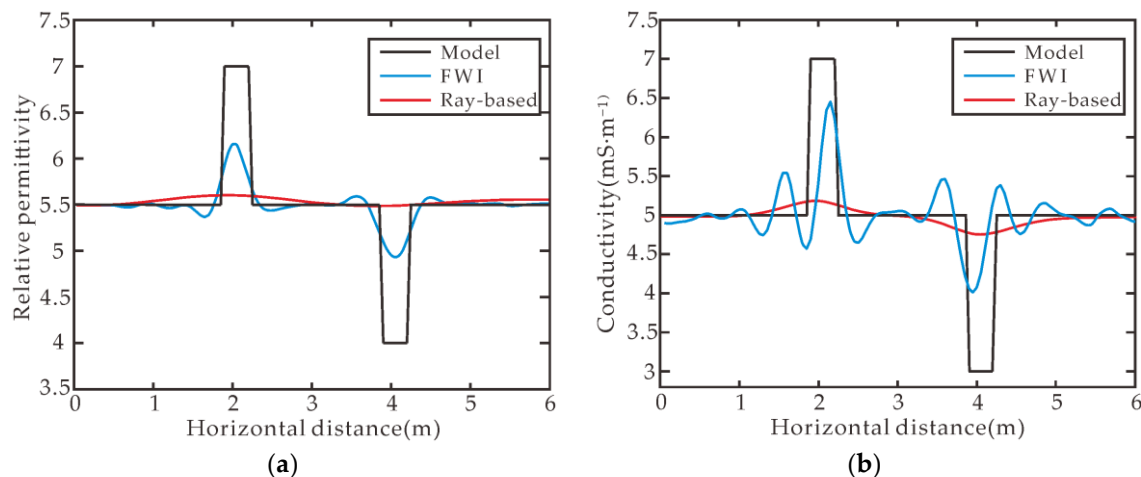 7.5
7
6.5
6
5.5
5
4.5
4
3.5
Relative permittivity
Model
FWI
Ray-based
0 1 2 3 4 5 6
Horizontal distance(m)
(a)
7.5
7
6.5
6
5.5
5
4.5
4
3.5
3
Conductivity(mS·m⁻¹)
Model
FWI
Ray-based
0 1 2 3 4 5 6
Horizontal distance(m)
(b)